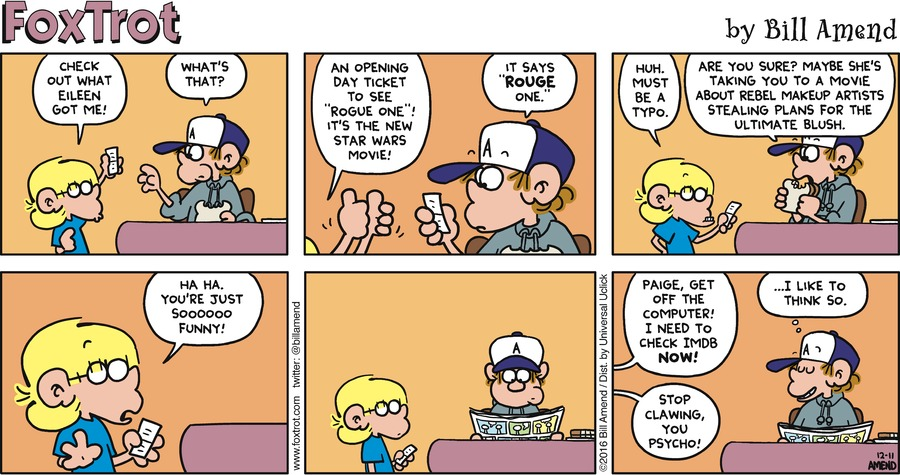 FOXTROT
by Bill Amend
CHECK
OUT WHAT
EILEEN
GOT ME!
WHAT'S
THAT?
A
AN OPENING
DAY TICKET
TO SEE
"ROGUE ONE"!
IT'S THE NEW
STAR WARS
MOVIE!
IT SAYS
"ROUGE
ONE."
A
HUH.
MUST
BE A
TYPO.
ARE YOU SURE? MAYBE SHE'S
TAKING YOU TO A MOVIE
ABOUT REBEL MAKEUP ARTISTS
STEALING PLANS FOR THE
ULTIMATE BLUSH.
HA HA.
YOU'RE JUST
SOOOOOO
FUNNY!
www.foxtrot.com twitter: @billamend
A
©2016 Bill Amend / Dist. by Universal Uclick
PAIGE, GET
OFF THE
COMPUTER!
I NEED TO
CHECK IMDB
NOW!
STOP
CLAWING,
YOU
PSYCHO!
...I LIKE TO
THINK SO.
A
12-11
AMEND